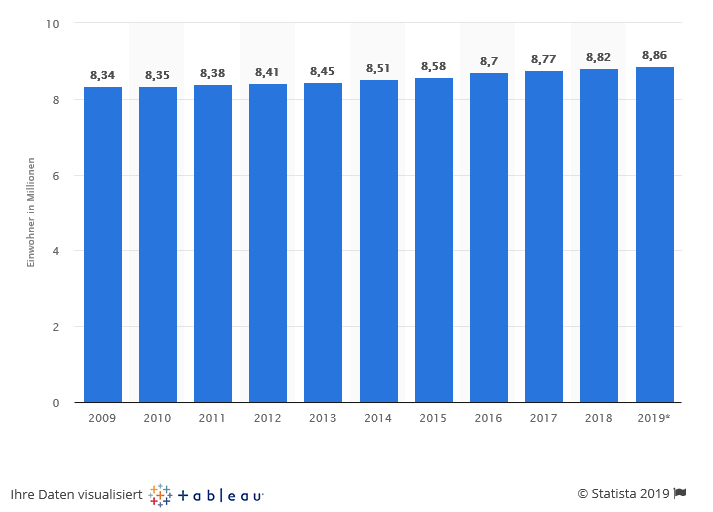 10
8,34 8,35 8,38 8,41 8,45 8,51 8,58 8,7 8,77 8,82 8,86
8
6
4
2
0
Einwohner in Millionen
2009 2010 2011 2012 2013 2014 2015 2016 2017 2018 2019*
Ihre Daten visualisiert +ableau
© Statista 2019